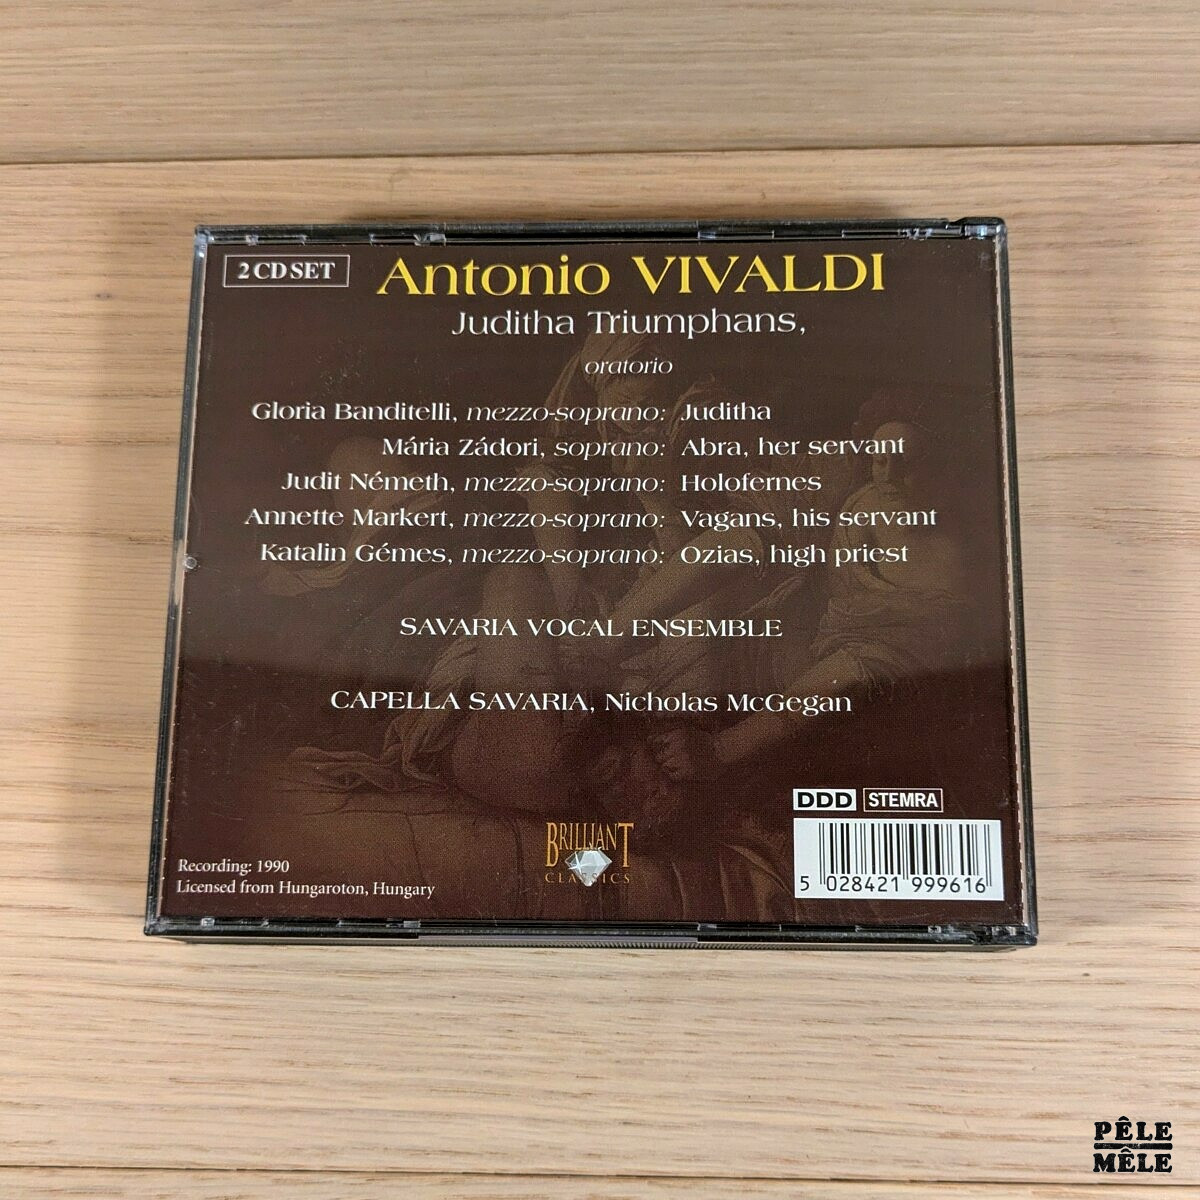 2 CD SET
Antonio VIVALDI
Juditha Triumphans,
oratorio
Gloria Banditelli, mezzo-soprano: Juditha
Mária Zádori, soprano: Abra, her servant
Judit Németh, mezzo-soprano: Holofernes
Annette Markert, mezzo-soprano: Vagans, his servant
Katalin Gémes, mezzo-soprano: Ozias, high priest
SAVARIA VOCAL ENSEMBLE
CAPELLA SAVARIA, Nicholas McGegan
DDD STEMRA
BRILLIANT
CLASSICS
Recording: 1990
Licensed from Hungaroton, Hungary
5 028421 999616
PÊLE
MÊLE